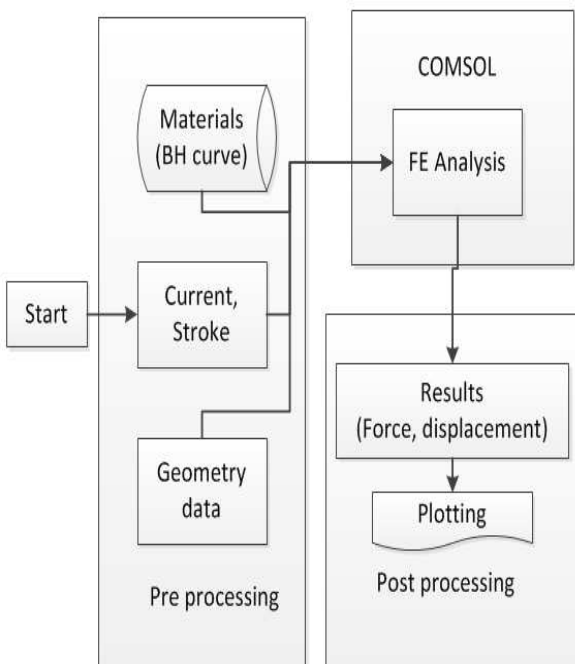 Start
Materials
(BH curve)
Current,
Stroke
Geometry
data
Pre processing
COMSOL
FE Analysis
Results
(Force, displacement)
Plotting
Post processing